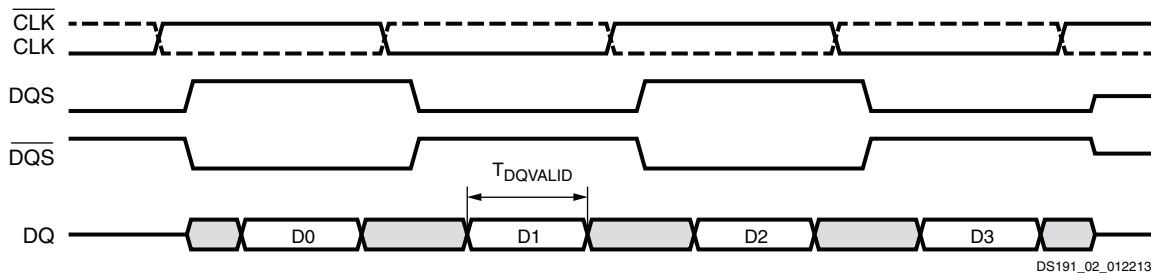 CLK
CLK
DQS
DQS
TDQVALID
DQ D0 D1 D2 D3
DS191_02_012213